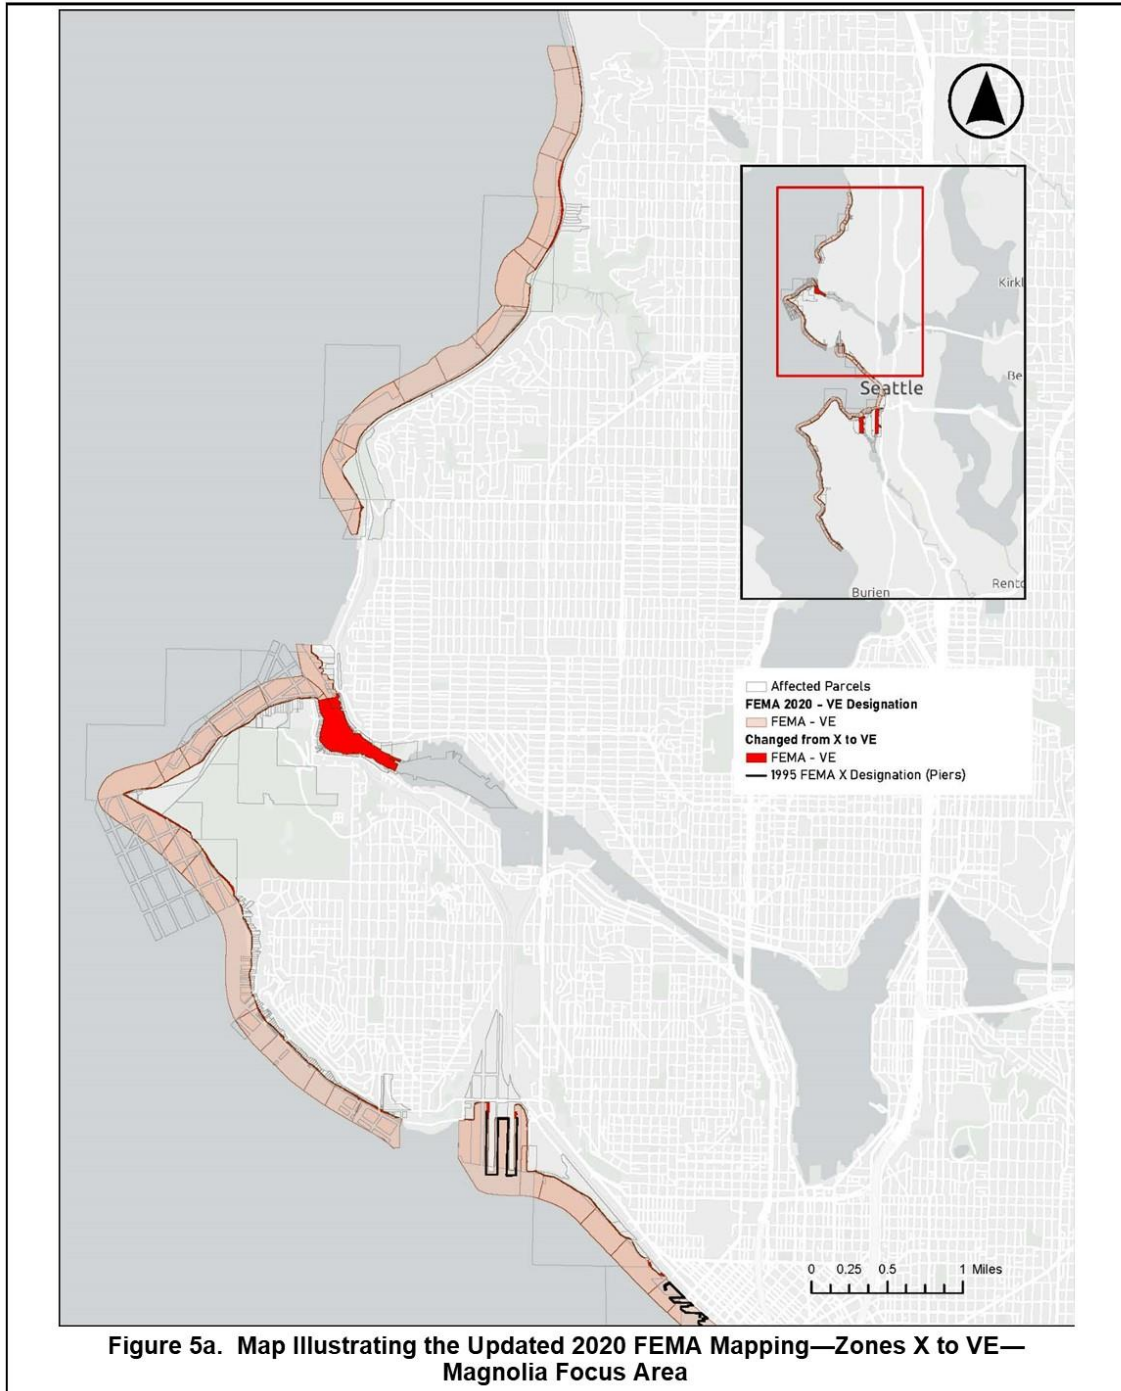 Kirkl
Be
Seattle
Rento
Burien
Affected Parcels
FEMA 2020 - VE Designation
FEMA - VE
Changed from X to VE
FEMA - VE
1995 FEMA X Designation (Piers)
0 0.25 0.5 1 Miles
Figure 5a. Map Illustrating the Updated 2020 FEMA Mapping—Zones X to VE—
Magnolia Focus Area